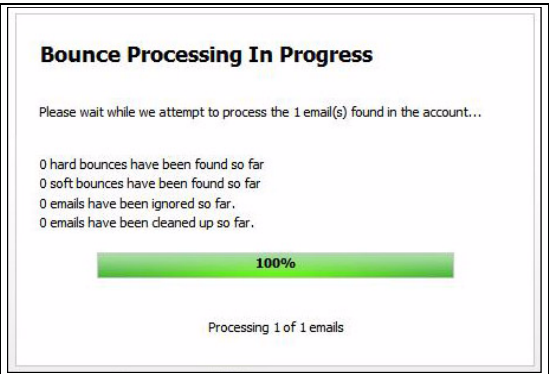 Bounce Processing In Progress
Please wait while we attempt to process the 1 email(s) found in the account...
0 hard bounces have been found so far
0 soft bounces have been found so far
0 emails have been ignored so far.
0 emails have been cleaned up so far.
100%
Processing 1 of 1 emails